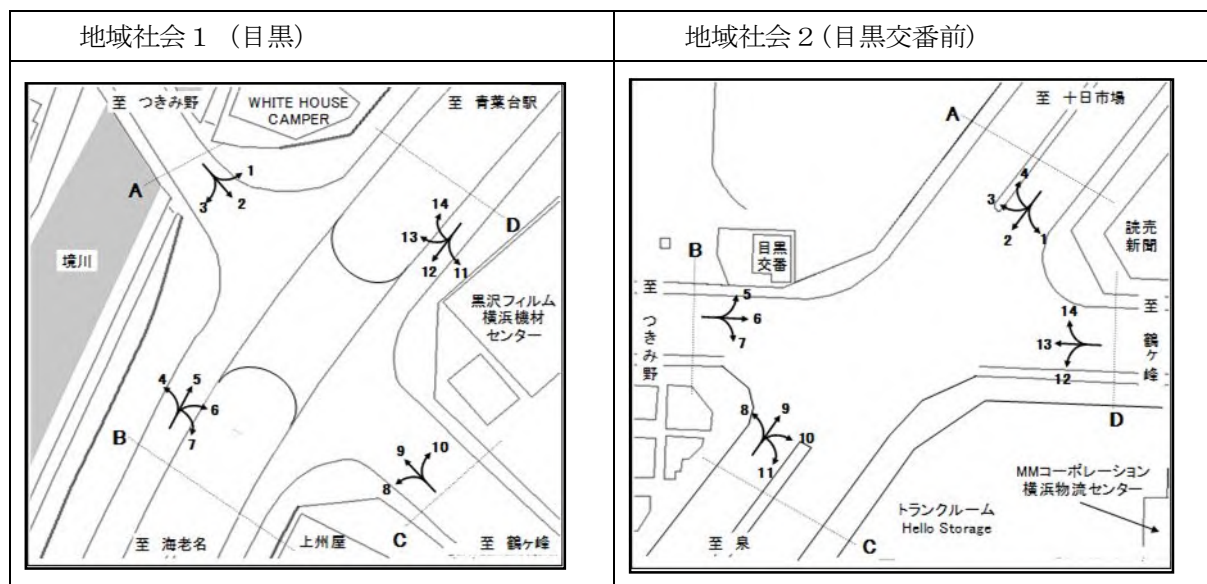 地域社会1 (目黒)
地域社会2(目黒交番前)
至 つきみ野
WHITE HOUSE
CAMPER
至 青葉台駅
A
1
2
3
14
13
12
11
D
境川
黒沢フィルム
横浜機材
センター
4
5
6
7
B
9
10
8
至 海老名
上州屋
C
至 鶴ヶ峰
至 十日市場
A
4
3
2
1
読売
新聞
目黒
交番
B
至 つきみ野
5
6
7
14
13
12
至 鶴ヶ峰
8
9
10
11
D
MMコーポレーション
横浜物流センター
トランクルーム
Hello Storage
至 泉
C